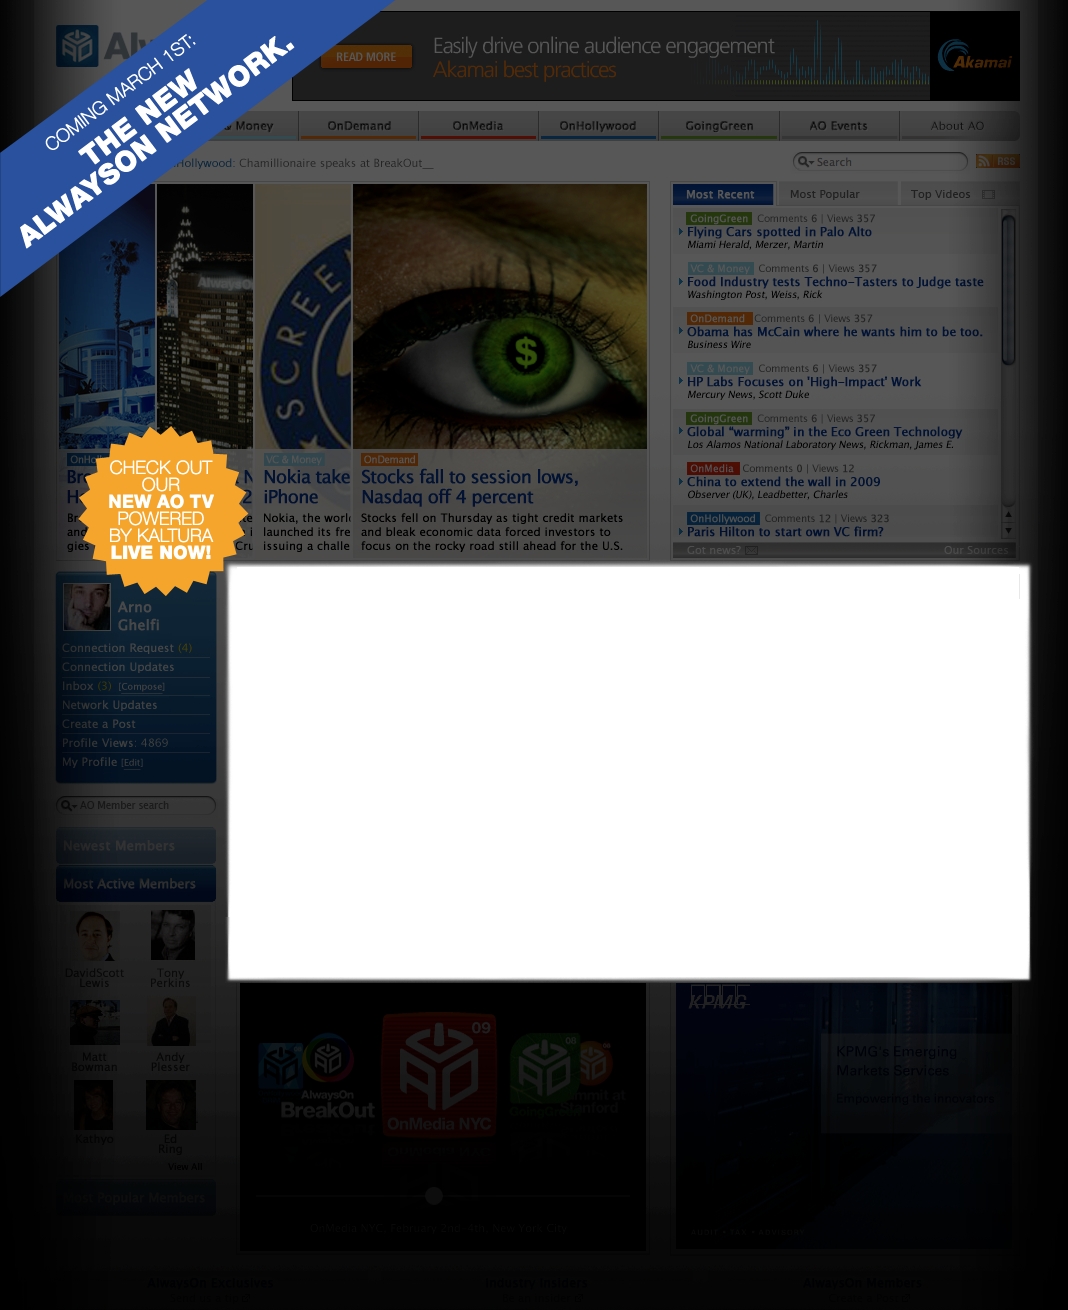 COMING MARCH 1ST:
THE NEW
ALWAYSON NETWORK.
READ MORE
Easily drive online audience engagement
Akamai best practices
Akamai
Money
OnDemand
OnMedia
OnHollywood
GoingGreen
AO Events
About AO
Hollywood: Chamillionaire speaks at BreakOut__
Search
RSS
Most Recent
Most Popular
Top Videos
GoingGreen Comments 6 | Views 357
Flying Cars spotted in Palo Alto
Miami Herald, Merzer, Martin
VC & Money Comments 6 | Views 357
Food Industry tests Techno-Tasters to Judge taste
Washington Post, Weiss, Rick
OnDemand Comments 6 | Views 357
Obama has McCain where he wants him to be too.
Business Wire
VC & Money Comments 6 | Views 357
HP Labs Focuses on 'High-Impact' Work
Mercury News, Scott Duke
GoingGreen Comments 6 | Views 357
Global “warming” in the Eco Green Technology
Los Alamos National Laboratory News, Rickman, James E.
OnMedia Comments 0 | Views 12
China to extend the wall in 2009
Observer (UK), Leadbetter, Charles
OnHollywood Comments 12 | Views 323
Paris Hilton to start own VC firm?
Got news?
Our Sources
SCREE
$
VC & Money
Nokia take
iPhone
Nokia, the worl
launched its fre
issuing a challe
OnDemand
Stocks fall to session lows,
Nasdaq off 4 percent
Stocks fell on Thursday as tight credit markets
and bleak economic data forced investors to
focus on the rocky road still ahead for the U.S.
CHECK OUT
OUR
NEW AO TV
POWERED
BY KALTURA
LIVE NOW!
Arno
Ghelfi
Connection Request (4)
Connection Updates
Inbox (3) [Compose]
Network Updates
Create a Post
Profile Views: 4869
My Profile [Edit]
AO Member search
Newest Members
Most Active Members
DavidScott
Lewis
Tony
Perkins
Matt
Bowman
Andy
Plesser
Kathyo
Ed
Ring
View All
Most Popular Members
AlwaysOn
BreakOut
09
OnMedia NYC
Stanford
OnMedia NYC, February 2nd-4th, New York City
KPMG
KPMG's Emerging
Markets Services
Empowering the Innovators
AlwaysOn Exclusives
Industry Insiders
AlwaysOn Members